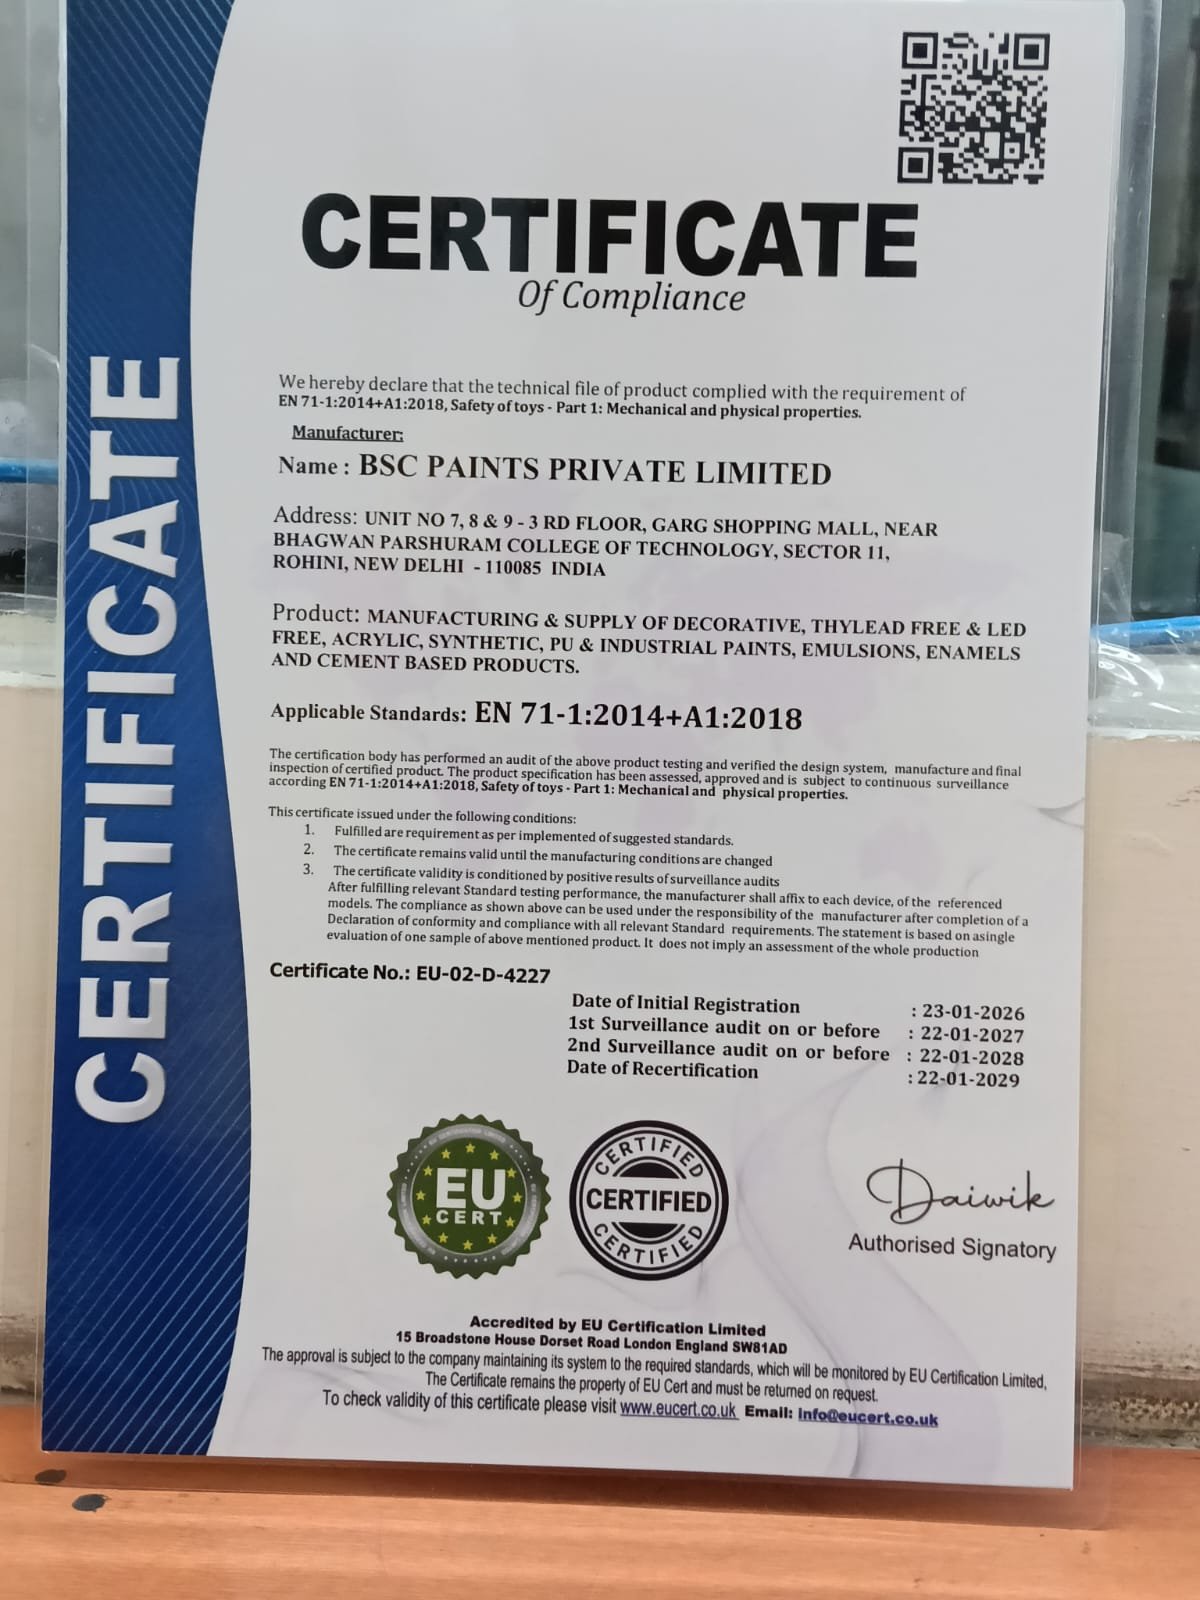 CERTIFICATE
CERTIFICATE
Of Compliance
We hereby declare that the technical file of product complied with the requirement of
EN 71-1:2014+A1:2018, Safety of toys - Part 1: Mechanical and physical properties.
Manufacturer:
Name : BSC PAINTS PRIVATE LIMITED
Address: UNIT NO 7, 8 & 9 - 3 RD FLOOR, GARG SHOPPING MALL, NEAR
BHAGWAN PARSHURAM COLLEGE OF TECHNOLOGY, SECTOR 11,
ROHINI, NEW DELHI - 110085 INDIA
Product: MANUFACTURING & SUPPLY OF DECORATIVE, THYLEAD FREE & LED
FREE, ACRYLIC, SYNTHETIC, PU & INDUSTRIAL PAINTS, EMULSIONS, ENAMELS
AND CEMENT BASED PRODUCTS.
Applicable Standards: EN 71-1:2014+A1:2018
The certification body has performed an audit of the above product testing and verified the design system, manufacture and final
inspection of certified product. The product specification has been assessed, approved and is subject to continuous surveillance
according EN 71-1:2014+A1:2018, Safety of toys - Part 1: Mechanical and physical properties.
This certificate issued under the following conditions:
1. Fulfilled are requirement as per implemented of suggested standards.
2. The certificate remains valid until the manufacturing conditions are changed
3. The certificate validity is conditioned by positive results of surveillance audits
After fulfilling relevant Standard testing performance, the manufacturer shall affix to each device, of the referenced
models. The compliance as shown above can be used under the responsibility of the manufacturer after completion of a
Declaration of conformity and compliance with all relevant Standard requirements. The statement is based on asingle
evaluation of one sample of above mentioned product. It does not imply an assessment of the whole production
Certificate No.: EU-02-D-4227
Date of Initial Registration : 23-01-2026
1st Surveillance audit on or before : 22-01-2027
2nd Surveillance audit on or before : 22-01-2028
Date of Recertification : 22-01-2029
EU
CERT
CERTIFIED
CERTIFIED
CERTIFIED
Daiwik
Authorised Signatory
Accredited by EU Certification Limited
15 Broadstone House Dorset Road London England SW81AD
The approval is subject to the company maintaining its system to the required standards, which will be monitored by EU Certification Limited,
The Certificate remains the property of EU Cert and must be returned on request.
To check validity of this certificate please visit www.eucert.co.uk Email: info@eucert.co.uk